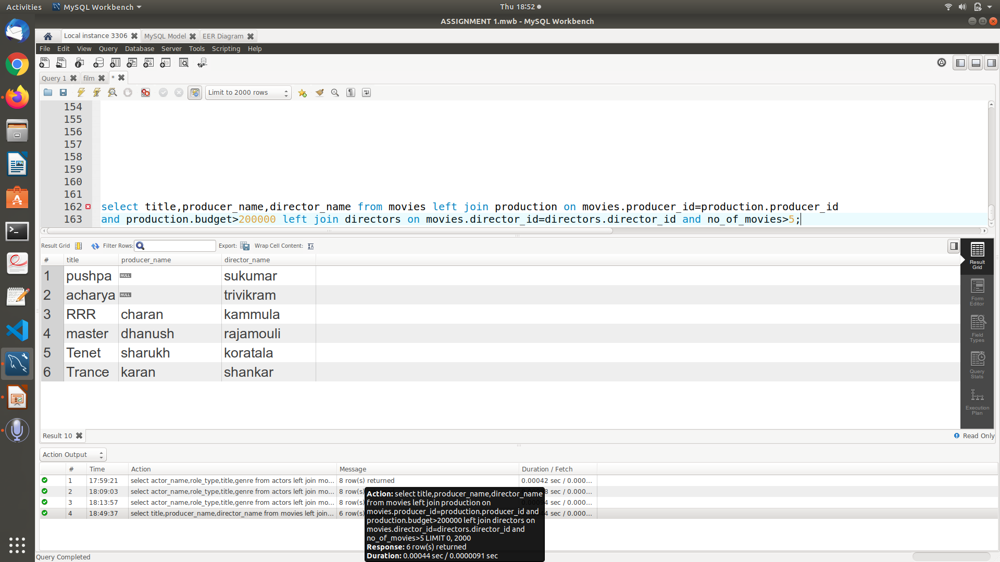 Activities MySQL Workbench Thu 18:52
ASSIGNMENT 1.mwb - MySQL Workbench
Local instance 3306 MySQL Model EER Diagram
File Edit View Query Database Server Tools Scripting Help
Query 1 film *
Limit to 2000 rows
154
155
156
157
158
159
160
161
162 select title,producer_name,director_name from movies left join production on movies.producer_id=production.producer_id
163 and production.budget>200000 left join directors on movies.director_id=directors.director_id and no_of_movies>5;
Result Grid Filter Rows: Export: Wrap Cell Content:
# title producer_name director_name
1 pushpa NULL sukumar
2 acharya NULL trivikram
3 RRR charan kammula
4 master dhanush rajamouli
5 Tenet sharukh koratala
6 Trance karan shankar
Result Grid
Form Editor
Field Types
Query Stats
Execution Plan
Result 10 Read Only
Action Output
# Time Action Message Duration / Fetch
1 17:59:21 select actor_name,role_type,title,genre from actors left join mo... 8 row(s) returned 0.00042 sec / 0.000...
2 18:09:03 select actor_name,role_type,title,genre from actors left join mo... 8 row(s) 8 sec / 0.000...
3 18:13:57 select actor_name,role_type,title,genre from actors left join mo... 8 row(s) 4 sec / 0.000...
4 18:49:37 select title,producer_name,director_name from movies left join... 6 row(s) 4 sec / 0.000...
Action: select title,producer_name,director_name
from movies left join production on
movies.producer_id=production.producer_id and
production.budget>200000 left join directors on
movies.director_id=directors.director_id and
no_of_movies>5 LIMIT 0, 2000
Response: 6 row(s) returned
Duration: 0.00044 sec / 0.0000091 sec
Query Completed